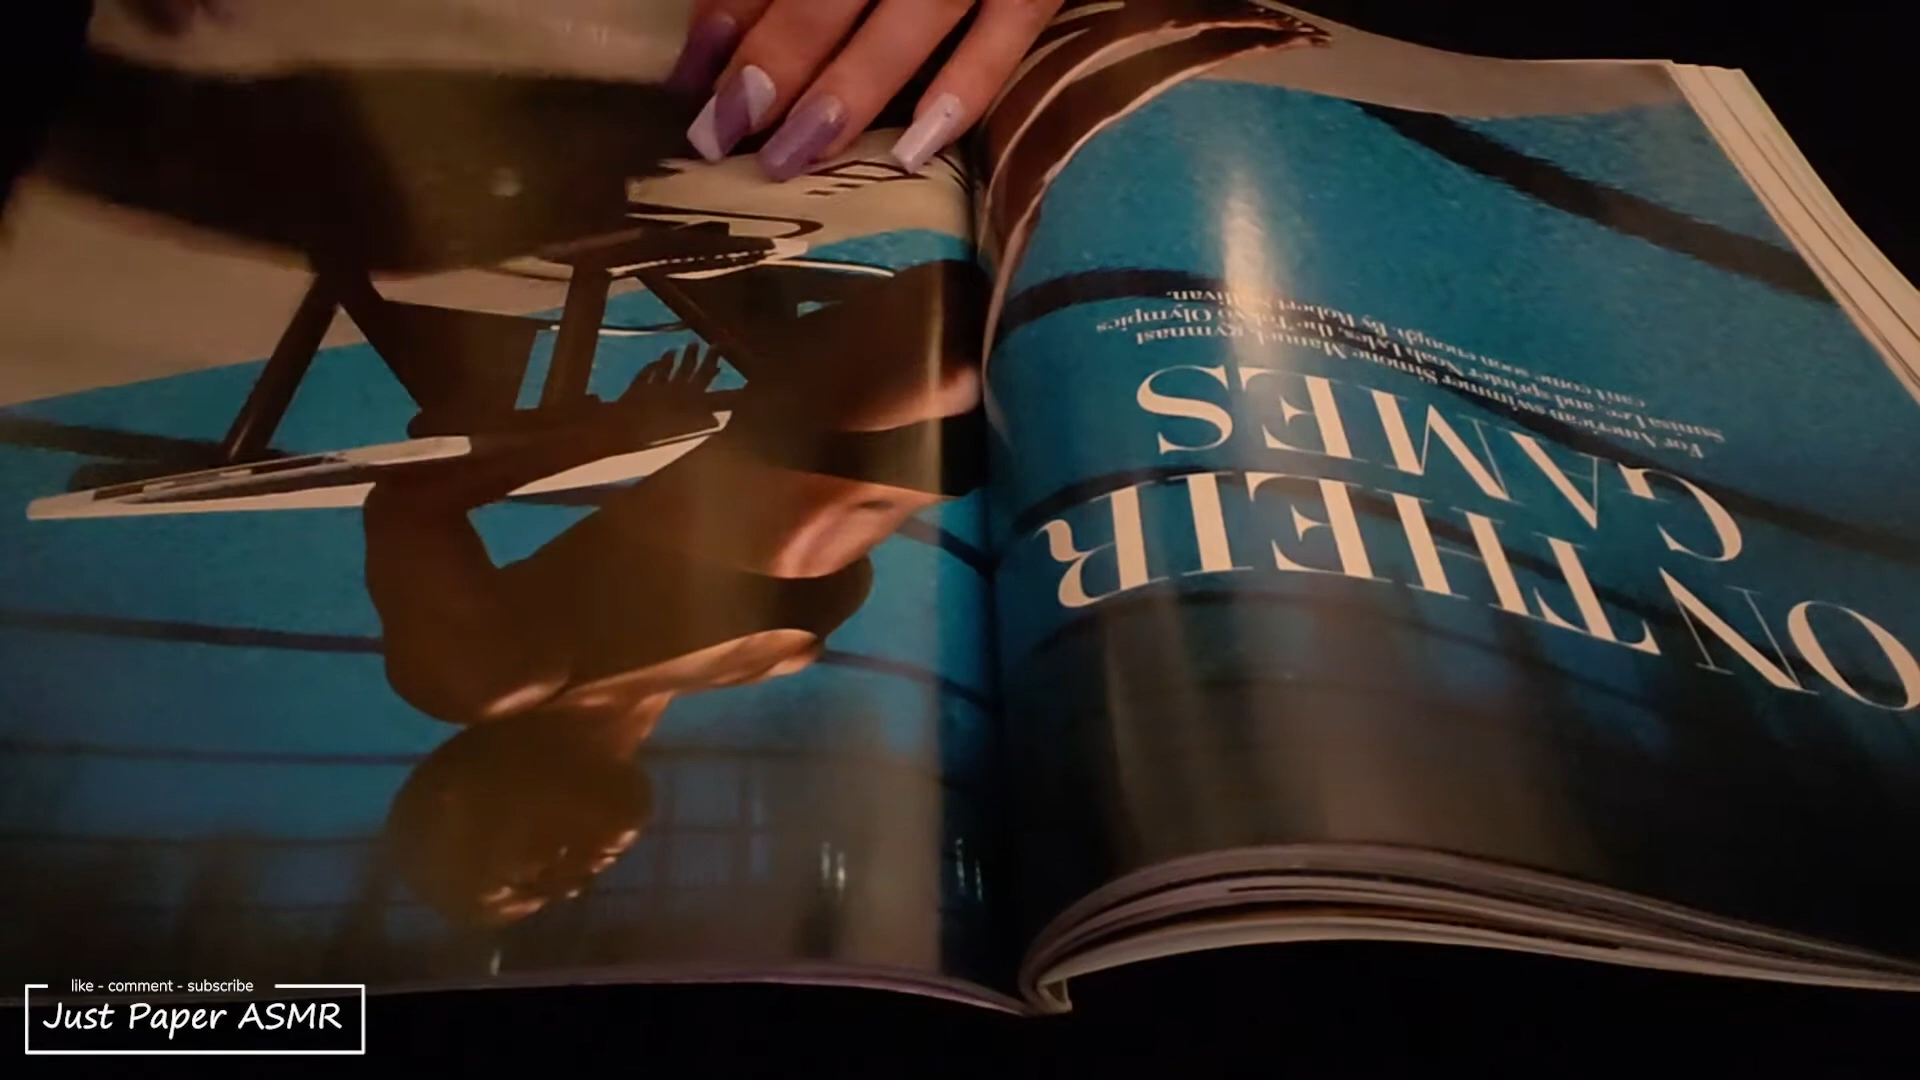 ON THEIR
GAMES
For American swimmer Simone Manuel, gymnast
Sunisa Lee, and sprinter Noah Lyles, the Tokyo Olympics
can't come soon enough. By Robert Sullivan.
like - comment - subscribe
Just Paper ASMR